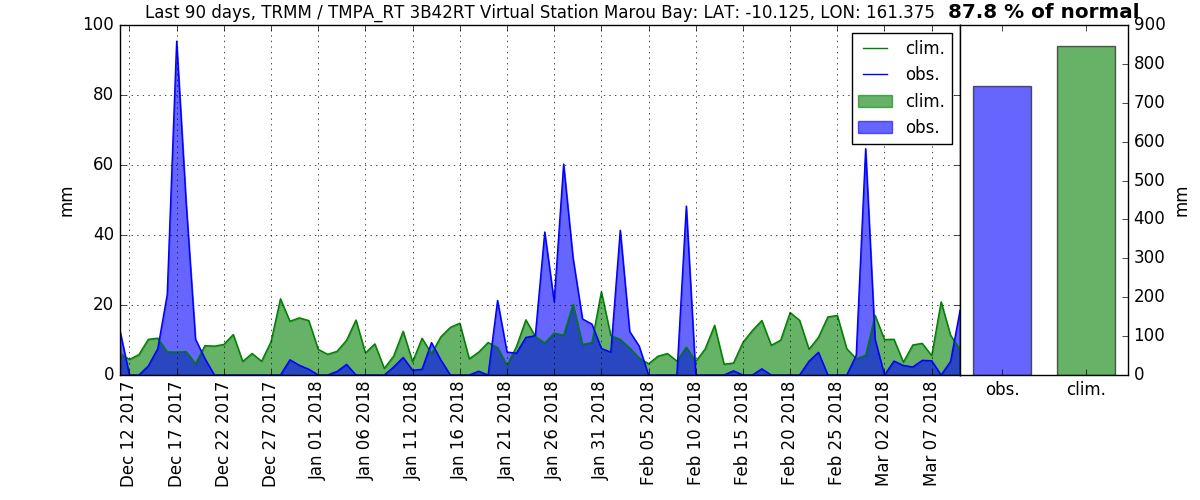 Last 90 days, TRMM / TMPA_RT 3B42RT Virtual Station Marou Bay: LAT: -10.125, LON: 161.375 87.8 % of normal
100
80
60
40
20
0
mm
clim.
obs.
clim.
obs.
900
800
700
600
500
400
300
200
100
0
mm
Dec 12 2017
Dec 17 2017
Dec 22 2017
Dec 27 2017
Jan 01 2018
Jan 06 2018
Jan 11 2018
Jan 16 2018
Jan 21 2018
Jan 26 2018
Jan 31 2018
Feb 05 2018
Feb 10 2018
Feb 15 2018
Feb 20 2018
Feb 25 2018
Mar 02 2018
Mar 07 2018
obs.
clim.